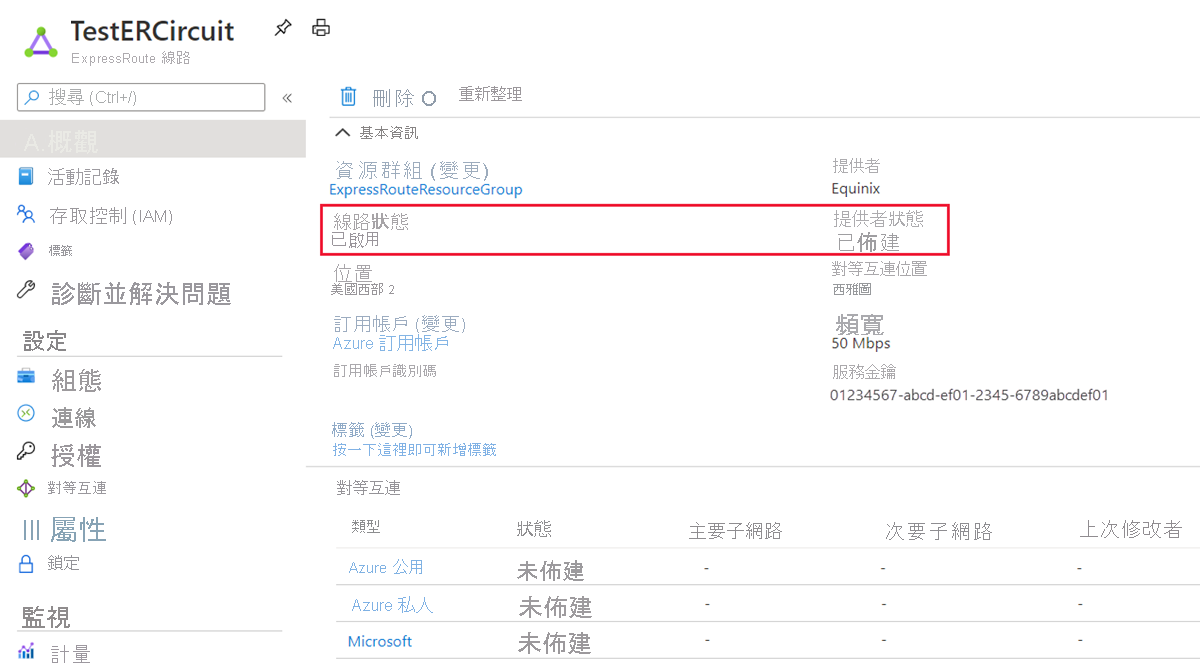 TestERCircuit
ExpressRoute 線路
搜尋 (Ctrl+/)
«
A.概觀
活動記錄
存取控制 (IAM)
標籤
診斷並解決問題
設定
組態
連線
授權
對等互連
屬性
鎖定
監視
計量
刪除
重新整理
基本資訊
資源群組 (變更)
ExpressRouteResourceGroup
提供者
Equinix
線路狀態
已啟用
提供者狀態
已佈建
位置
美國西部 2
對等互連位置
西雅圖
訂用帳戶 (變更)
Azure 訂用帳戶
頻寬
50 Mbps
訂用帳戶識別碼
服務金鑰
01234567-abcd-ef01-2345-6789abcdef01
標籤 (變更)
按一下這裡即可新增標籤
對等互連
類型 狀態 主要子網路 次要子網路 上次修改者
Azure 公用 未佈建 - - -
Azure 私人 未佈建 - - -
Microsoft 未佈建 - - -